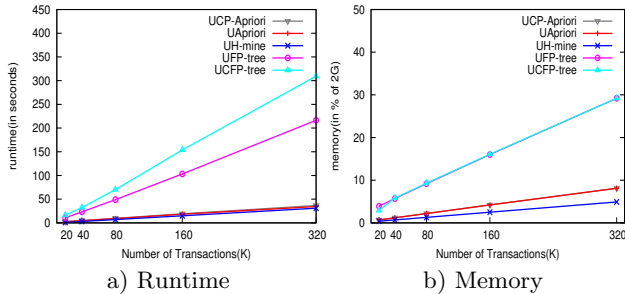 450
400
350
300
250
200
150
100
50
0
runtime(in seconds)
UCP-Apriori
UApriori
UH-mine
UFP-tree
UCFP-tree
20 40 80 160 320
Number of Transactions(K)
a) Runtime
50
40
30
20
10
0
memory(in % of 2G)
UCP-Apriori
UApriori
UH-mine
UFP-tree
UCFP-tree
20 40 80 160 320
Number of Transactions(K)
b) Memory